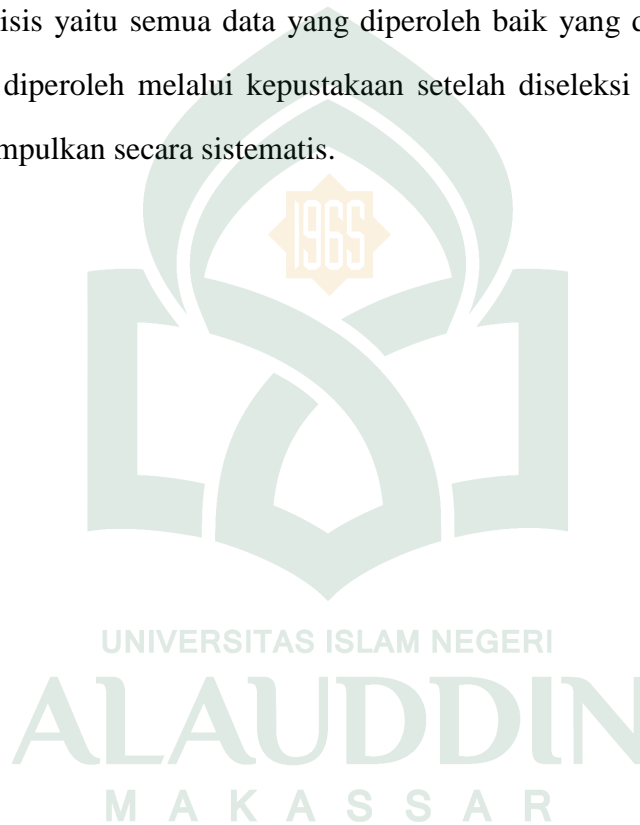 isis yaitu semua data yang diperoleh baik yang
diperoleh melalui kepustakaan setelah diseleksi
mpulkan secara sistematis.
1965
UNIVERSITAS ISLAM NEGERI
ALAUDDIN
MAKASSAR